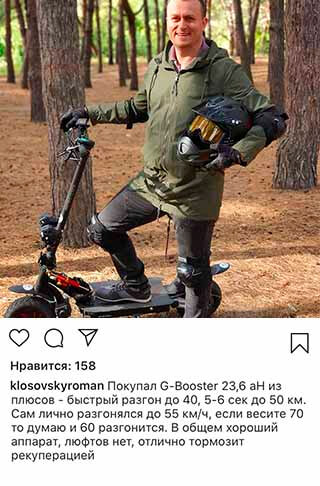 Нравится: 158
klosovskyroman Покупал G-Booster 23,6 аН из
плюсов - быстрый разгон до 40, 5-6 сек до 50 км.
Сам лично разгонялся до 55 км/ч, если весите 70
то думаю и 60 разгонится. В общем хороший
аппарат, люфтов нет, отлично тормозит
рекуперацией